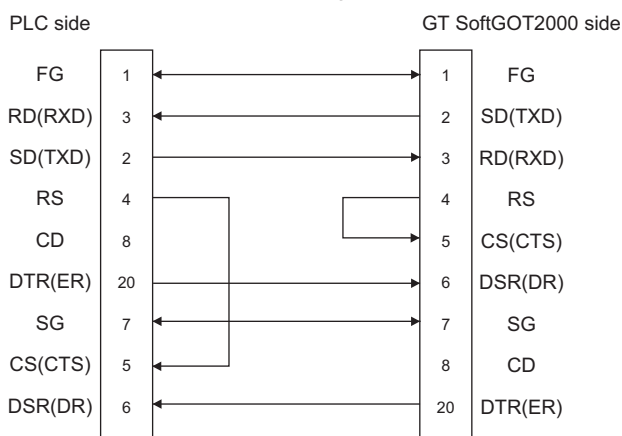 PLC side GT SoftGOT2000 side
FG 1 1 FG
RD(RXD) 3 2 SD(TXD)
SD(TXD) 2 3 RD(RXD)
RS 4 4 RS
CD 8 5 CS(CTS)
DTR(ER) 20 6 DSR(DR)
SG 7 7 SG
CS(CTS) 5 8 CD
DSR(DR) 6 20 DTR(ER)